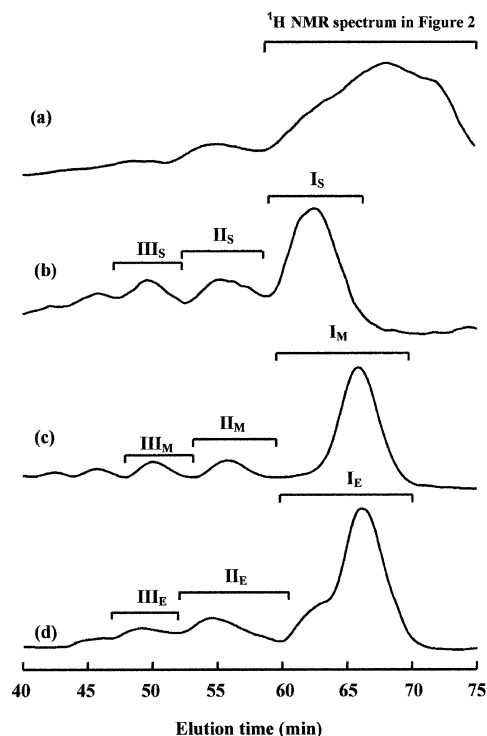 ¹H NMR spectrum in Figure 2
(a)
I_S
III_S
II_S
(b)
I_M
III_M
II_M
(c)
I_E
III_E
II_E
(d)
40 45 50 55 60 65 70 75
Elution time (min)